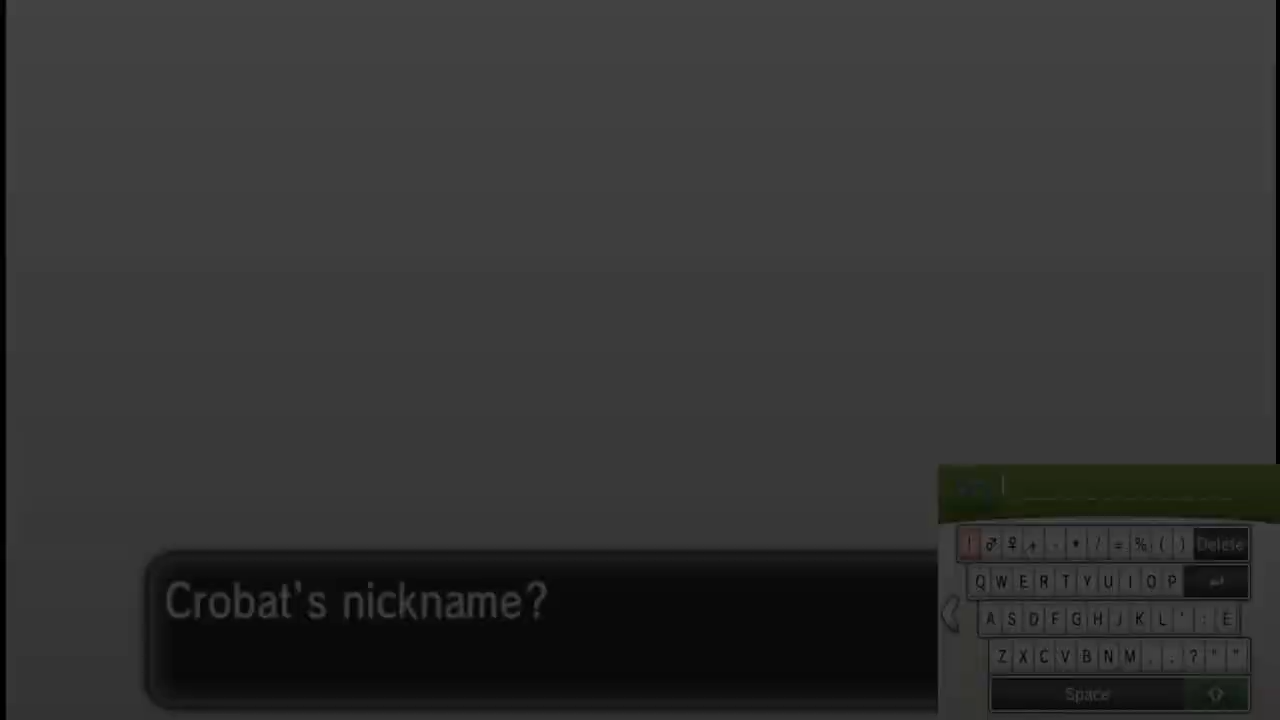 Crobat's nickname?
! ♂ ♀ + - * / = % ( ) Delete
Q W E R T Y U I O P ↵
A S D F G H J K L ' : E
Z X C V B N M , . ? " "
Space